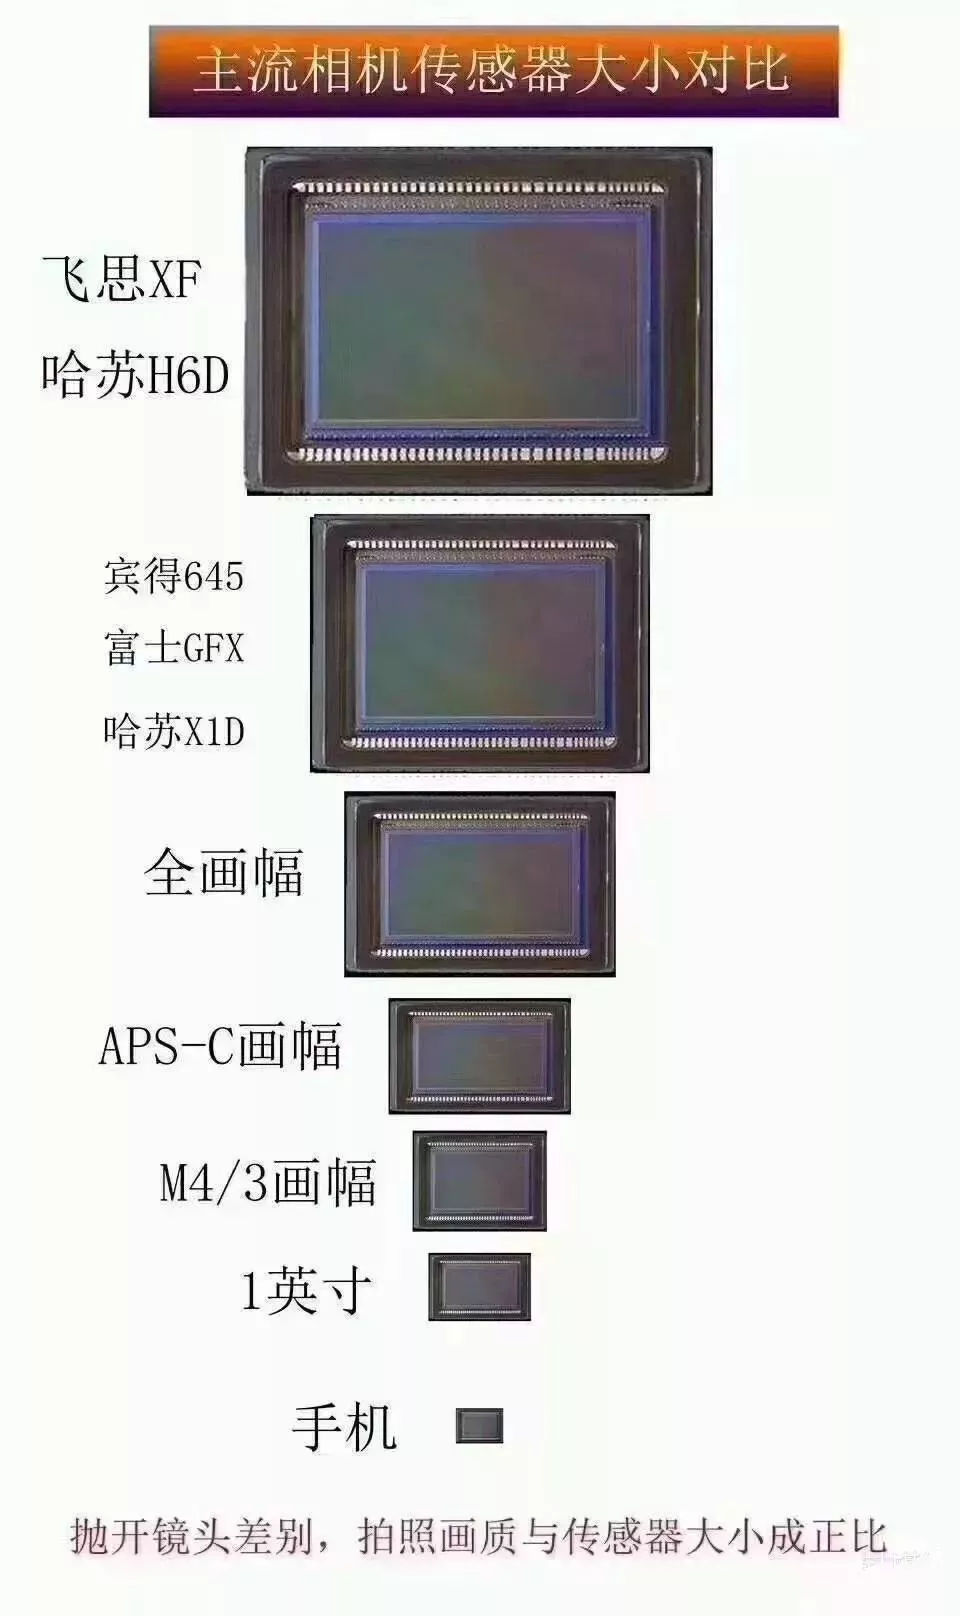 主流相机传感器大小对比
飞思XF
哈苏H6D
宾得645
富士GFX
哈苏X1D
全画幅
APS-C画幅
M4/3画幅
1英寸
手机
抛开镜头差别，拍照画质与传感器大小成正比